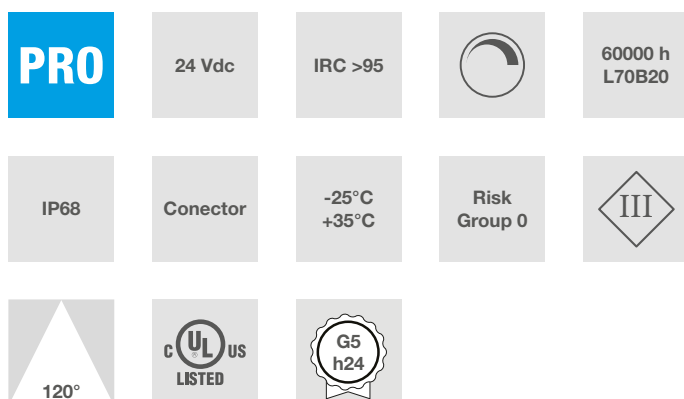 PRO
24 Vdc
IRC >95
60000 h
L70B20
IP68
Conector
-25°C
+35°C
Risk
Group 0
III
120°
C UL US
®
LISTED
G5
h24